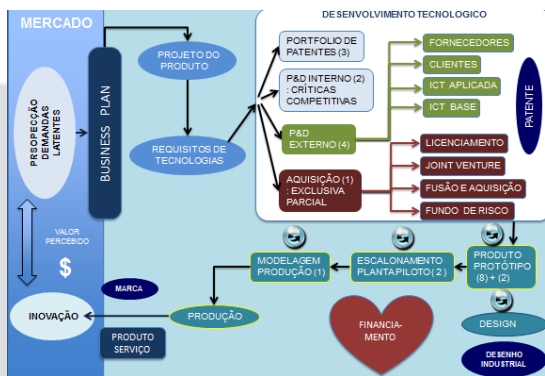 MERCADO
PRSOPECÇÃO
DEMANDAS
LATENTES
BUSINESS PLAN
PROJETO DO
PRODUTO
REQUISITOS DE
TECNOLOGIAS
DESENVOLVIMENTO TECNOLOGICO
PORTFOLIO DE
PATENTES (3)
P&D INTERNO (2)
: CRÍTICAS
COMPETITIVAS
P&D
EXTERNO (4)
AQUISIÇÃO (1)
: EXCLUSIVA
PARCIAL
FORNECEDORES
CLIENTES
ICT APLICADA
ICT BASE
LICENCIAMENTO
JOINT VENTURE
FUSÃO E AQUISIÇÃO
FUNDO DE RISCO
PATENTE
VALOR
PERCEBIDO
$
MODELAGEM
PRODUÇÃO (1)
ESCALONAMENTO
PLANTA PILOTO ( 2 )
PRODUTO
PROTÓTIPO
(8) + (2)
MARCA
INOVAÇÃO
PRODUÇÃO
PRODUTO
SERVIÇO
FINANCIA-
MENTO
DESIGN
DESENHO
INDUSTRIAL